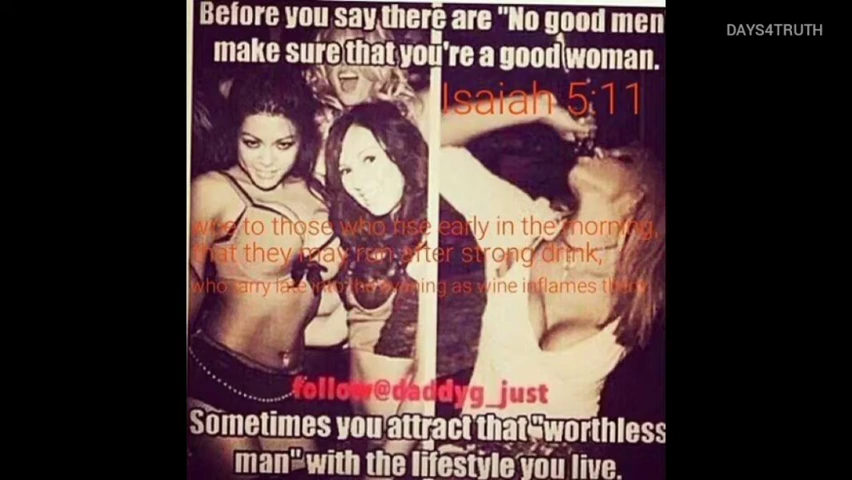 Before you say there are "No good men
DAYS4TRUTH
make sure that you're a good woman.
Isaiah 5:11
woe to those who rise early in the morning,
that they may run after strong drink,
who tarry late into the evening as wine inflames them
follow@daddyg_just
Sometimes you attract that "worthless
man" with the lifestyle you live.